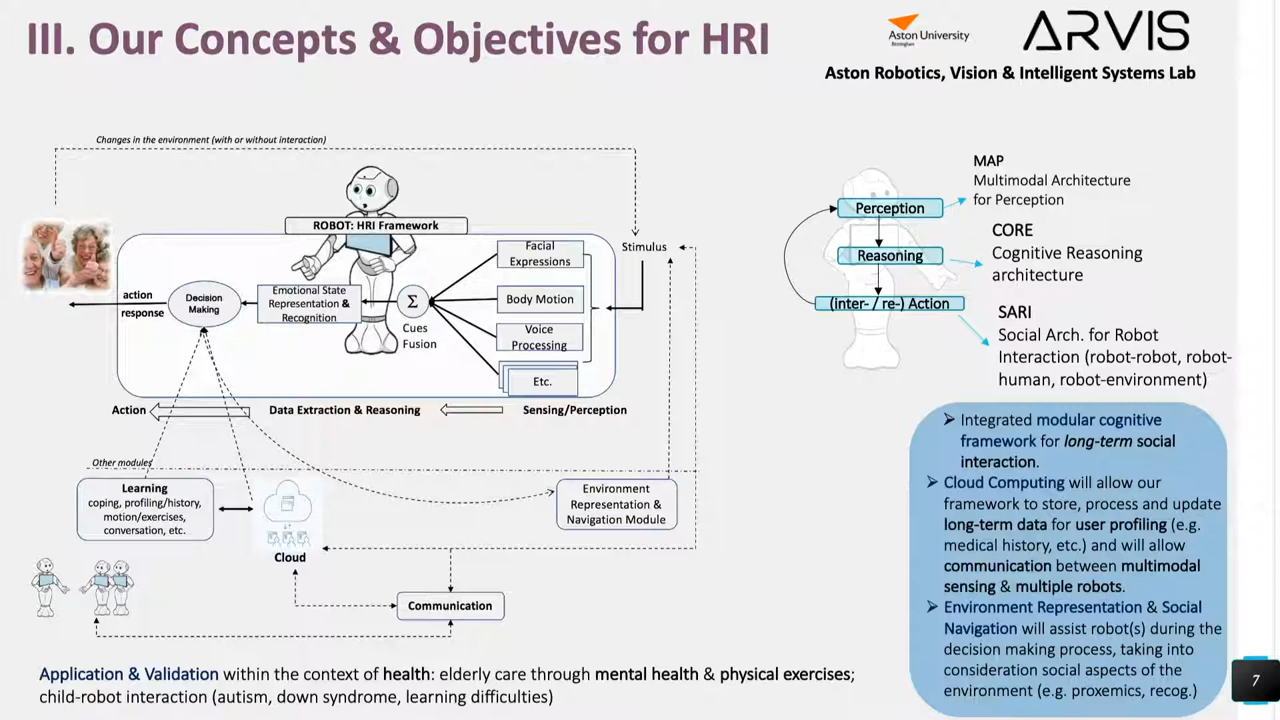 III. Our Concepts & Objectives for HRI
Aston University
Birmingham
ARVIS
Aston Robotics, Vision & Intelligent Systems Lab
Changes in the environment (with or without interaction)
ROBOT: HRI Framework
Facial
Expressions
Stimulus
Body Motion
Voice
Processing
Etc.
Σ
Cues
Fusion
Emotional State
Representation &
Recognition
Decision
Making
action
response
Action
Data Extraction & Reasoning
Sensing/Perception
Other modules
Learning
coping, profiling/history,
motion/exercises,
conversation, etc.
Cloud
Environment
Representation &
Navigation Module
Communication
Application & Validation within the context of health: elderly care through mental health & physical exercises;
child-robot interaction (autism, down syndrome, learning difficulties)
Perception
Reasoning
(inter- / re-) Action
MAP
Multimodal Architecture
for Perception
CORE
Cognitive Reasoning
architecture
SARI
Social Arch. for Robot
Interaction (robot-robot, robot-
human, robot-environment)
➢ Integrated modular cognitive
framework for long-term social
interaction.
➢ Cloud Computing will allow our
framework to store, process and update
long-term data for user profiling (e.g.
medical history, etc.) and will allow
communication between multimodal
sensing & multiple robots.
➢ Environment Representation & Social
Navigation will assist robot(s) during the
decision making process, taking into
consideration social aspects of the
environment (e.g. proxemics, recog.)
7